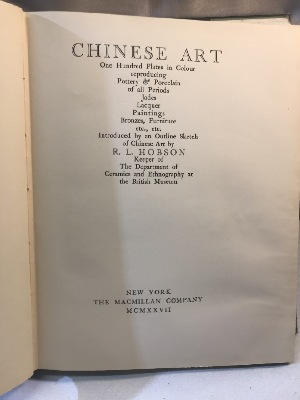 CHINESE ART
One Hundred Plates in Colour
reproducing
Pottery & Porcelain
of all Periods
Jades
Lacquer
Paintings
Bronzes, Furniture
etc., etc.
Introduced by an Outline Sketch
of Chinese Art by
R. L. HOBSON
Keeper of
The Department of
Ceramics and Ethnography at
the British Museum
NEW YORK
THE MACMILLAN COMPANY
MCMXXVII